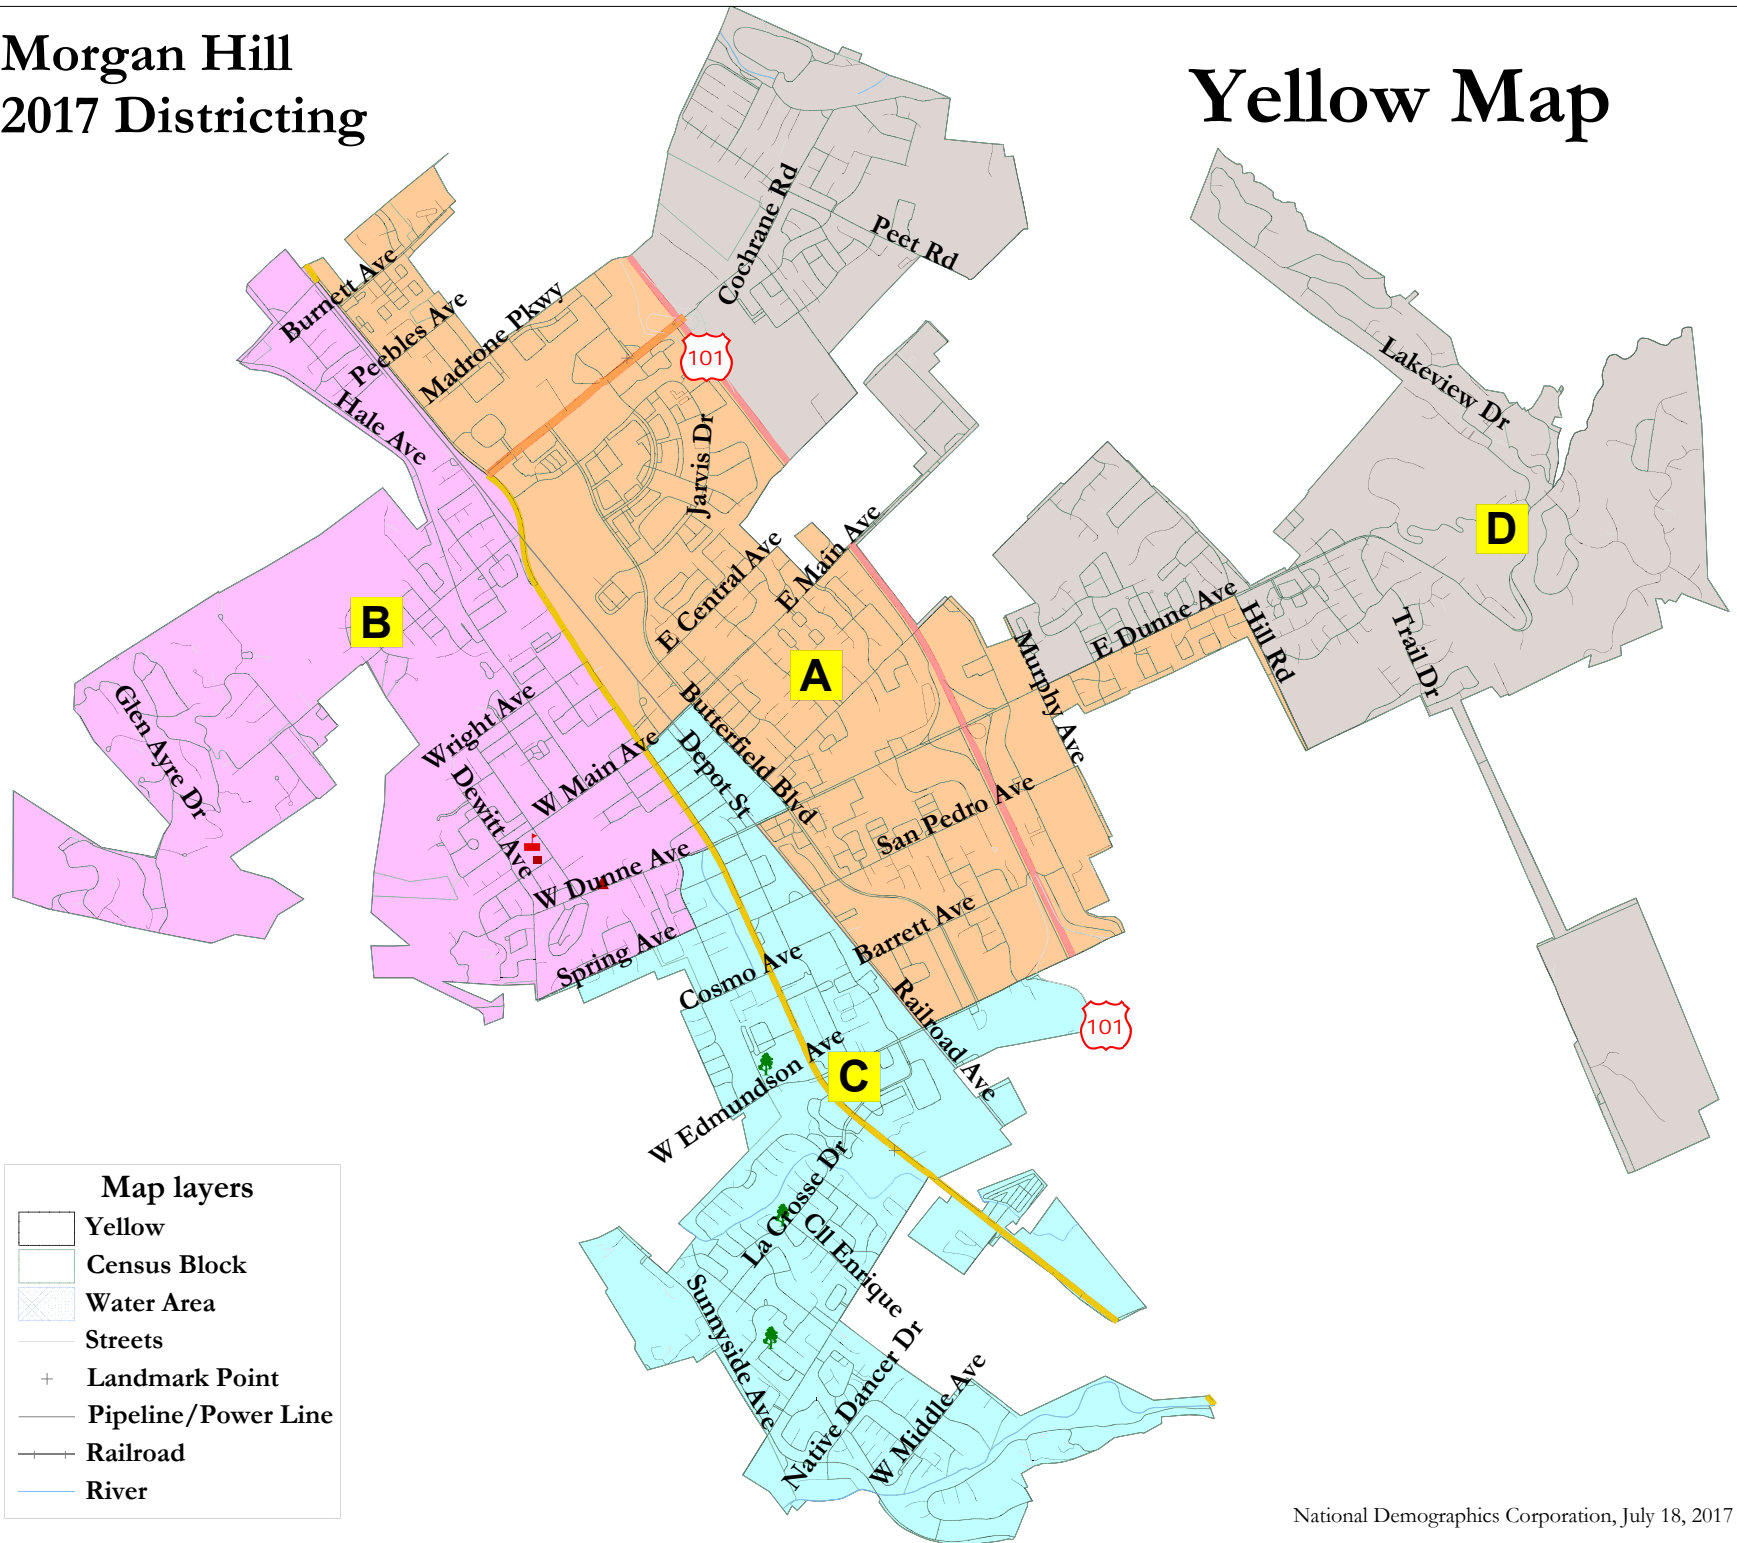 Morgan Hill
2017 Districting
Yellow Map
Cochrane Rd
Peet Rd
Burnett Ave
Peebles Ave
Madrone Pkwy
Hale Ave
101
Jarvis Dr
Lakeview Dr
D
E Central Ave
E Main Ave
B
A
E Dunne Ave
Hill Rd
Trail Dr
Murphy Ave
Glen Ayre Dr
Wright Ave
W Main Ave
Butterfield Blvd
Depot St
Dewitt Ave
San Pedro Ave
W Dunne Ave
Spring Ave
Barrett Ave
Cosmo Ave
Railroad Ave
101
W Edmundson Ave
C
La Crosse Dr
Cll Enrique
Sunnyside Ave
Native Dancer Dr
W Middle Ave
Map layers
Yellow
Census Block
Water Area
Streets
Landmark Point
Pipeline/Power Line
Railroad
River
National Demographics Corporation, July 18, 2017